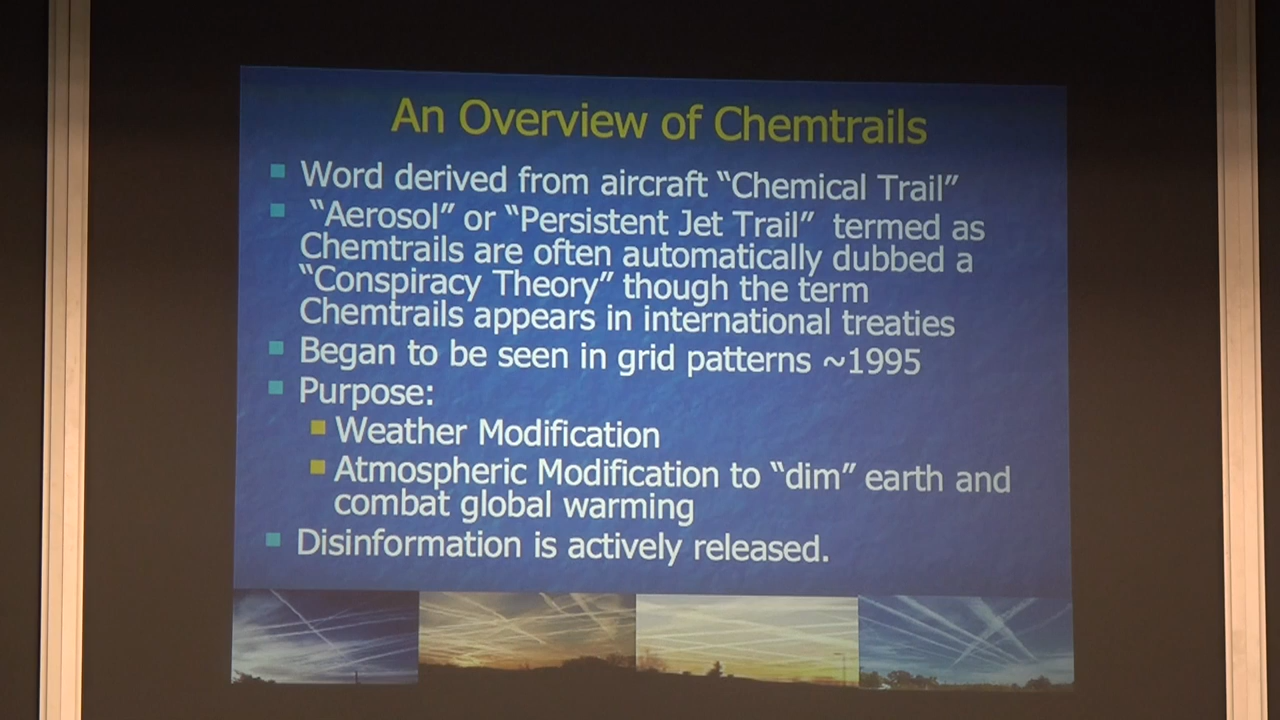 An Overview of Chemtrails
Word derived from aircraft “Chemical Trail”
“Aerosol” or “Persistent Jet Trail” termed as
Chemtrails are often automatically dubbed a
“Conspiracy Theory” though the term
Chemtrails appears in international treaties
Began to be seen in grid patterns ~1995
Purpose:
Weather Modification
Atmospheric Modification to “dim” earth and
combat global warming
Disinformation is actively released.